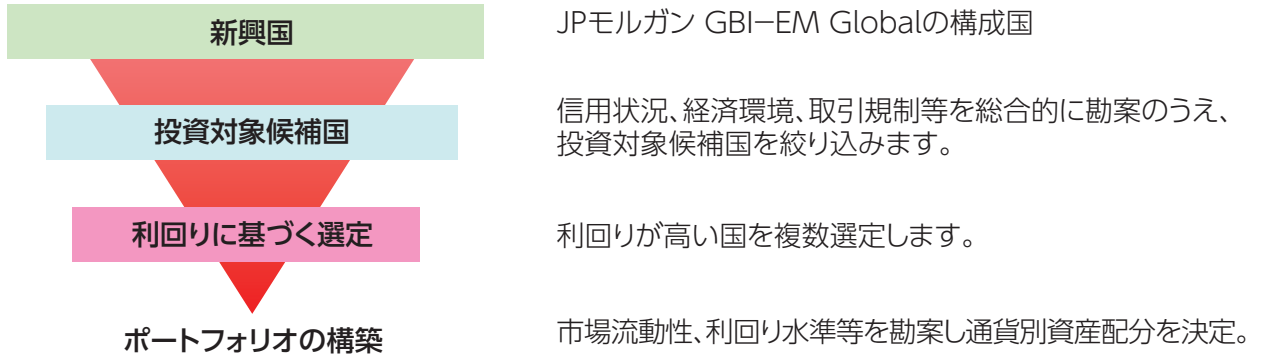 新興国
JPモルガン GBI－EM Globalの構成国
投資対象候補国
信用状況、経済環境、取引規制等を総合的に勘案のうえ、
投資対象候補国を絞り込みます。
利回りに基づく選定
利回りが高い国を複数選定します。
ポートフォリオの構築
市場流動性、利回り水準等を勘案し通貨別資産配分を決定。